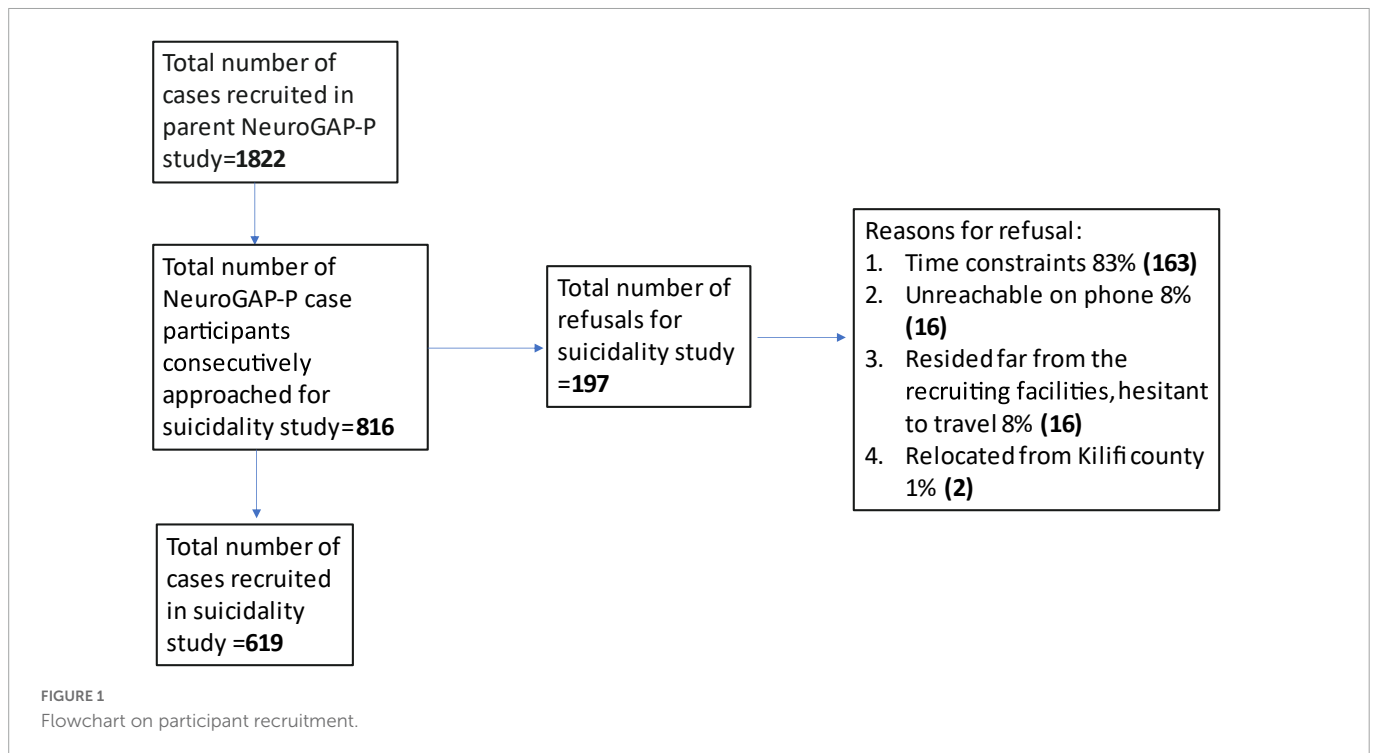 Total number of
cases recruited in
parent NeuroGAP-P
study=1822
Total number of
NeuroGAP-P case
participants
consecutively
approached for
suicidality study=816
Total number of
refusals for
suicidality study
=197
Reasons for refusal:
1. Time constraints 83% (163)
2. Unreachable on phone 8%
(16)
3. Resided far from the
recruiting facilities, hesitant
to travel 8% (16)
4. Relocated from Kilifi county
1% (2)
Total number of
cases recruited
in suicidality
study =619
FIGURE 1
Flowchart on participant recruitment.